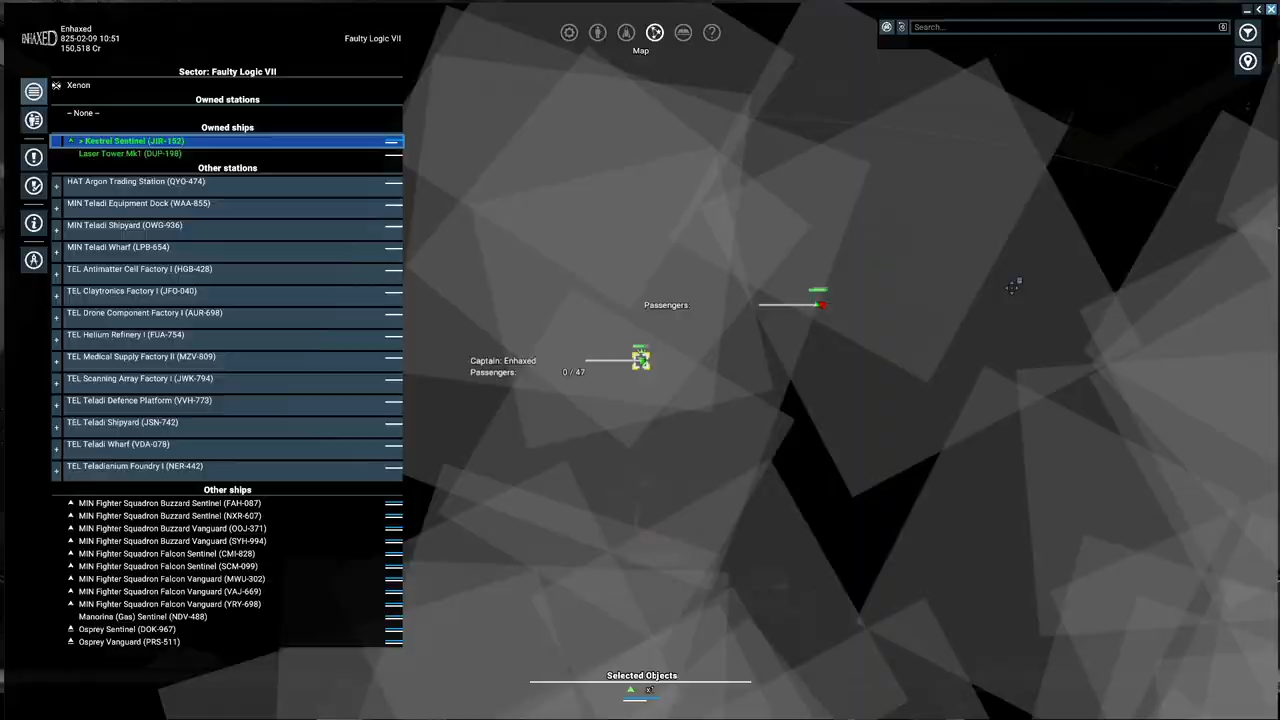 ENHAXED
Enhaxed
825-02-09 10:51
150,518 Cr
Faulty Logic VII
Map
Search...
Sector: Faulty Logic VII
Xenon
Owned stations
– None –
Owned ships
» Kestrel Sentinel (JIR-152)
Laser Tower Mk1 (DUP-198)
Other stations
HAT Argon Trading Station (QYO-474)
MIN Teladi Equipment Dock (WAA-855)
MIN Teladi Shipyard (OWG-936)
MIN Teladi Wharf (LPB-654)
TEL Antimatter Cell Factory I (HGB-428)
TEL Claytronics Factory I (JFO-040)
TEL Drone Component Factory I (AUR-698)
TEL Helium Refinery I (FUA-754)
TEL Medical Supply Factory II (MZV-809)
TEL Scanning Array Factory I (JWK-794)
TEL Teladi Defence Platform (VVH-773)
TEL Teladi Shipyard (JSN-742)
TEL Teladi Wharf (VDA-078)
TEL Teladianium Foundry I (NER-442)
Other ships
MIN Fighter Squadron Buzzard Sentinel (FAH-087)
MIN Fighter Squadron Buzzard Sentinel (NXR-607)
MIN Fighter Squadron Buzzard Vanguard (OOJ-371)
MIN Fighter Squadron Buzzard Vanguard (SYH-994)
MIN Fighter Squadron Falcon Sentinel (CMI-828)
MIN Fighter Squadron Falcon Sentinel (SCM-099)
MIN Fighter Squadron Falcon Vanguard (MWU-302)
MIN Fighter Squadron Falcon Vanguard (VAJ-669)
MIN Fighter Squadron Falcon Vanguard (YRY-698)
Manorina (Gas) Sentinel (NDV-488)
Osprey Sentinel (DOK-967)
Osprey Vanguard (PRS-511)
Passengers
Captain: Enhaxed
Passengers: 0 / 47
Selected Objects
x1